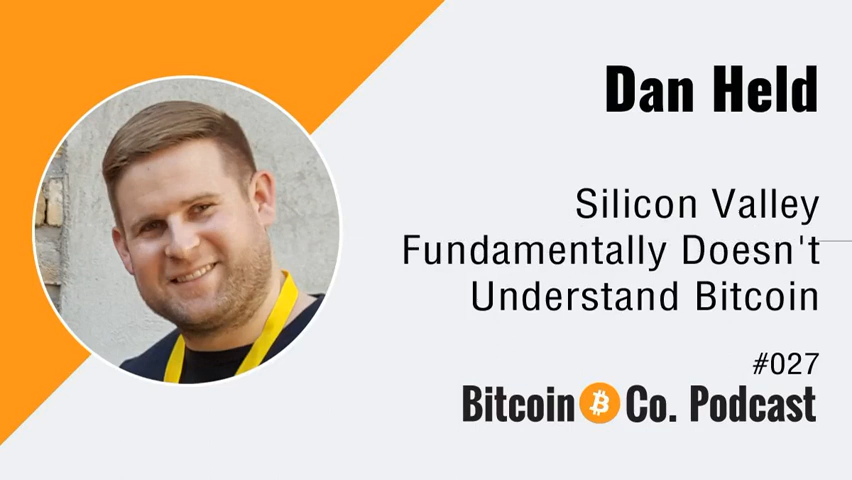 Dan Held
Silicon Valley
Fundamentally Doesn't
Understand Bitcoin
#027
Bitcoin ₿ Co. Podcast